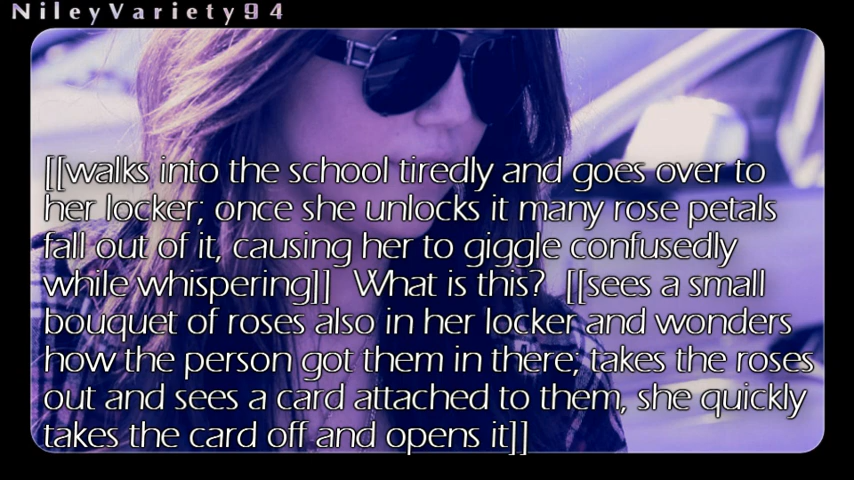 NileyVariety94
[[walks into the school tiredly and goes over to
her locker; once she unlocks it many rose petals
fall out of it, causing her to giggle confusedly
while whispering]] What is this? [[sees a small
bouquet of roses also in her locker and wonders
how the person got them in there; takes the roses
out and sees a card attached to them, she quickly
takes the card off and opens it]]